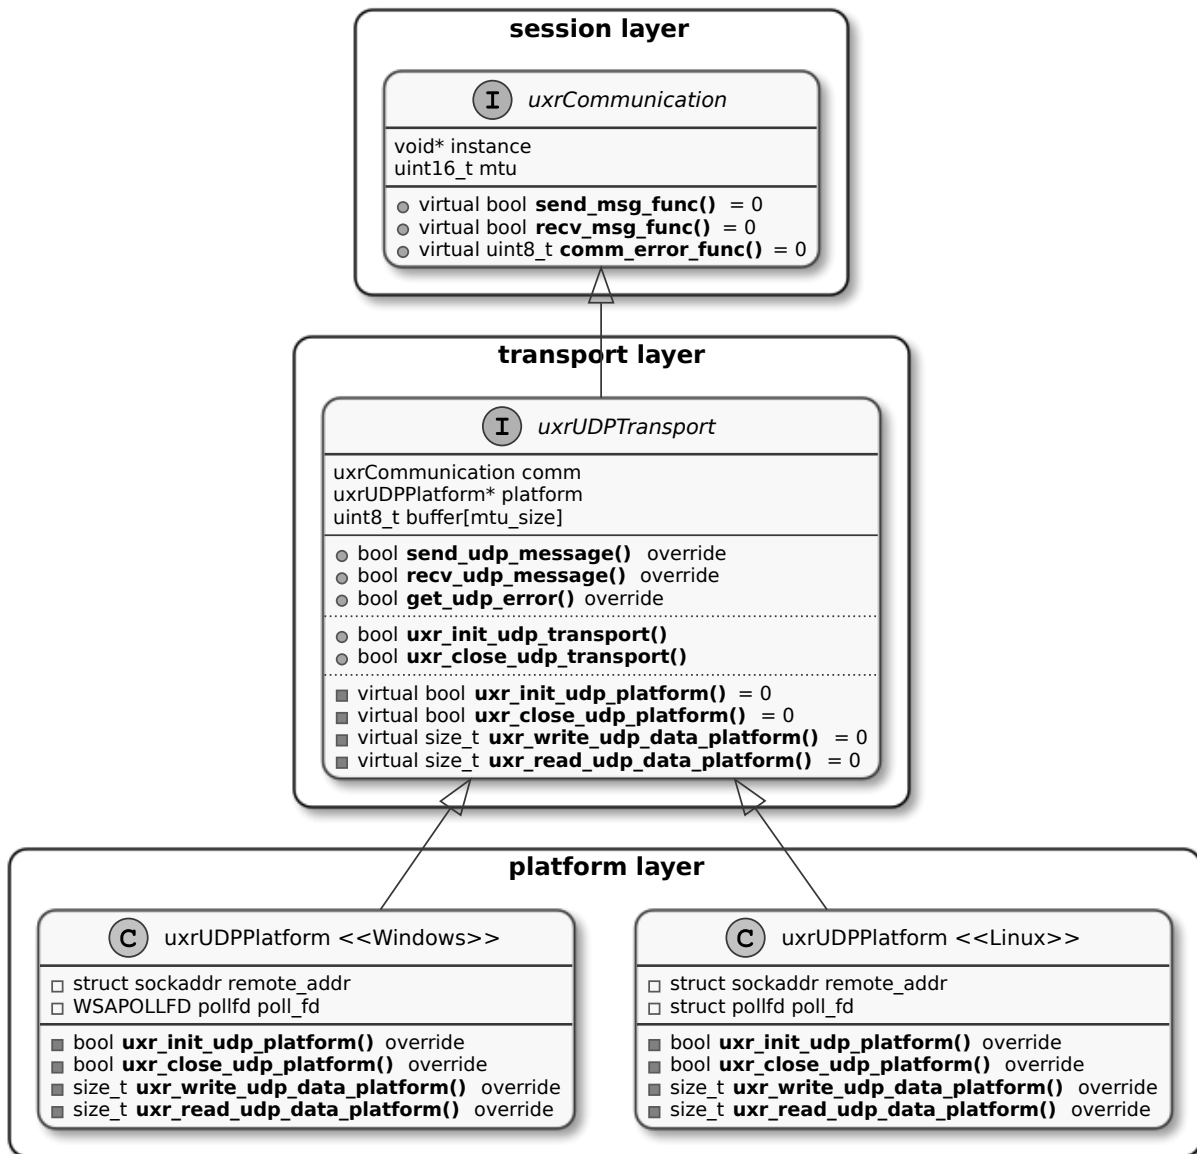 session layer
I uxrCommunication
void* instance
uint16_t mtu
virtual bool send_msg_func() = 0
virtual bool recv_msg_func() = 0
virtual uint8_t comm_error_func() = 0
transport layer
I uxrUDPTransport
uxrCommunication comm
uxrUDPPlatform* platform
uint8_t buffer[mtu_size]
bool send_udp_message() override
bool recv_udp_message() override
bool get_udp_error() override
bool uxr_init_udp_transport()
bool uxr_close_udp_transport()
virtual bool uxr_init_udp_platform() = 0
virtual bool uxr_close_udp_platform() = 0
virtual size_t uxr_write_udp_data_platform() = 0
virtual size_t uxr_read_udp_data_platform() = 0
platform layer
C uxrUDPPlatform <<Windows>>
struct sockaddr remote_addr
WSAPOLLFD pollfd poll_fd
bool uxr_init_udp_platform() override
bool uxr_close_udp_platform() override
size_t uxr_write_udp_data_platform() override
size_t uxr_read_udp_data_platform() override
C uxrUDPPlatform <<Linux>>
struct sockaddr remote_addr
struct pollfd poll_fd
bool uxr_init_udp_platform() override
bool uxr_close_udp_platform() override
size_t uxr_write_udp_data_platform() override
size_t uxr_read_udp_data_platform() override